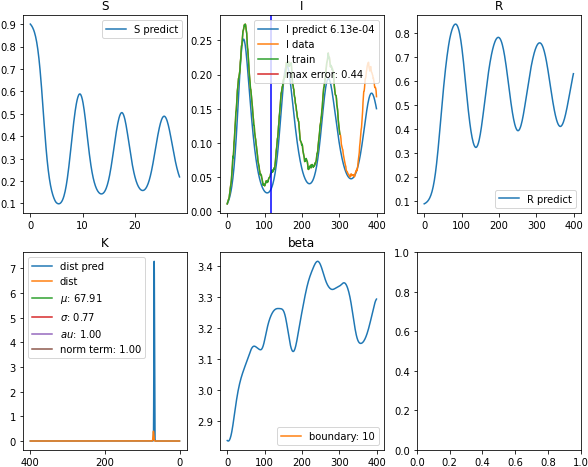 S
S predict
0.9
0.8
0.7
0.6
0.5
0.4
0.3
0.2
0.1
0 10 20
I
I predict 6.13e-04
I data
I train
max error: 0.44
0.25
0.20
0.15
0.10
0.05
0.00
0 100 200 300 400
R
R predict
0.8
0.7
0.6
0.5
0.4
0.3
0.2
0.1
0 100 200 300 400
K
dist pred
dist
μ: 67.91
σ: 0.77
au: 1.00
norm term: 1.00
7
6
5
4
3
2
1
0
400 200 0
beta
boundary: 10
3.4
3.3
3.2
3.1
3.0
2.9
0 100 200 300 400
1.0
0.8
0.6
0.4
0.2
0.0
0.0 0.2 0.4 0.6 0.8 1.0